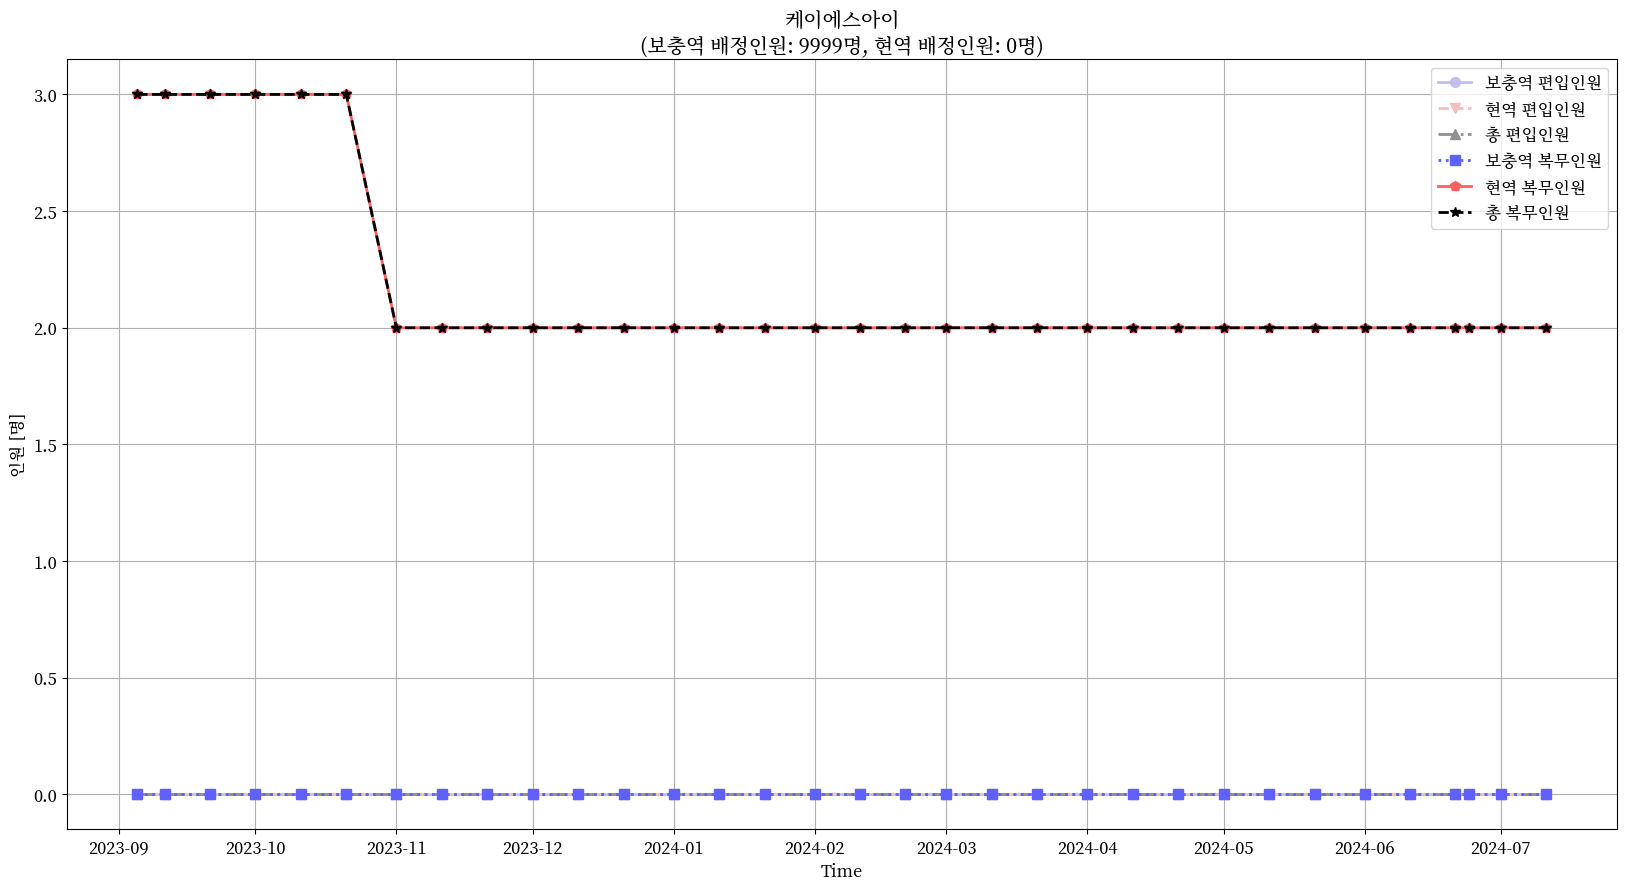 케이에스아이
(보충역 배정인원: 9999명, 현역 배정인원: 0명)
보충역 편입인원
현역 편입인원
총 편입인원
보충역 복무인원
현역 복무인원
총 복무인원
인원 [명]
3.0
2.5
2.0
1.5
1.0
0.5
0.0
2023-09
2023-10
2023-11
2023-12
2024-01
2024-02
2024-03
2024-04
2024-05
2024-06
2024-07
Time